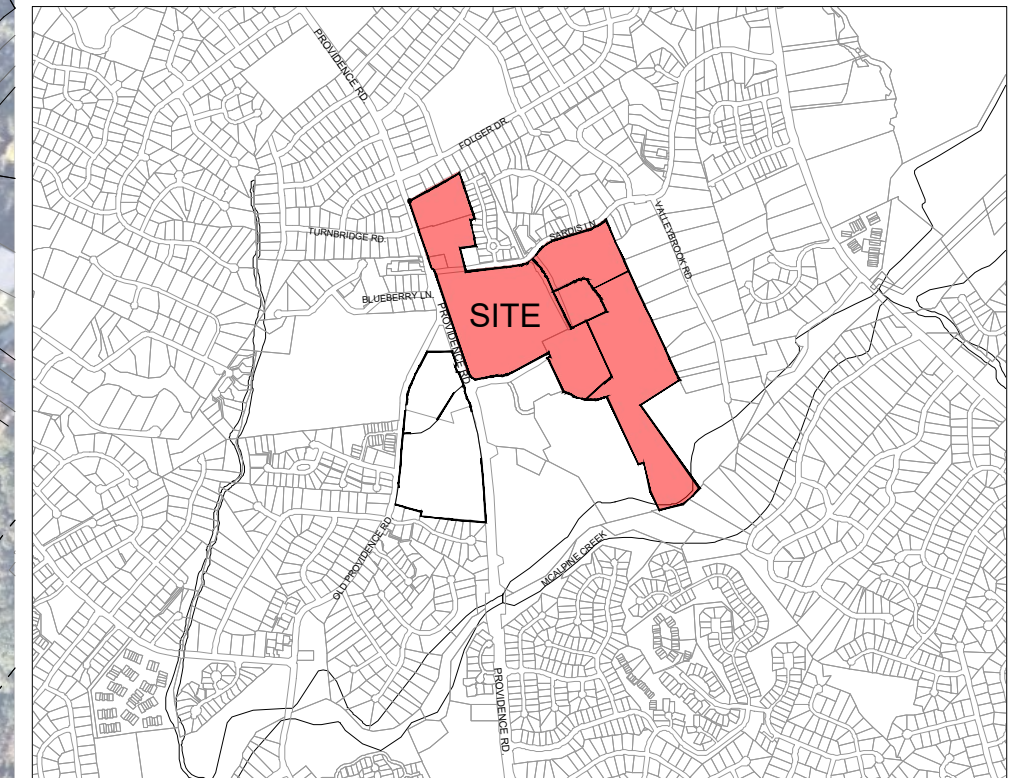 PROVIDENCE RD
FOLGER DR.
TURNBRIDGE RD.
SARDIS LN
VALLEYBROOK RD.
BLUEBERRY LN.
PROVIDENCE RD.
SITE
OLD PROVIDENCE RD.
MCALPINE CREEK
PROVIDENCE RD